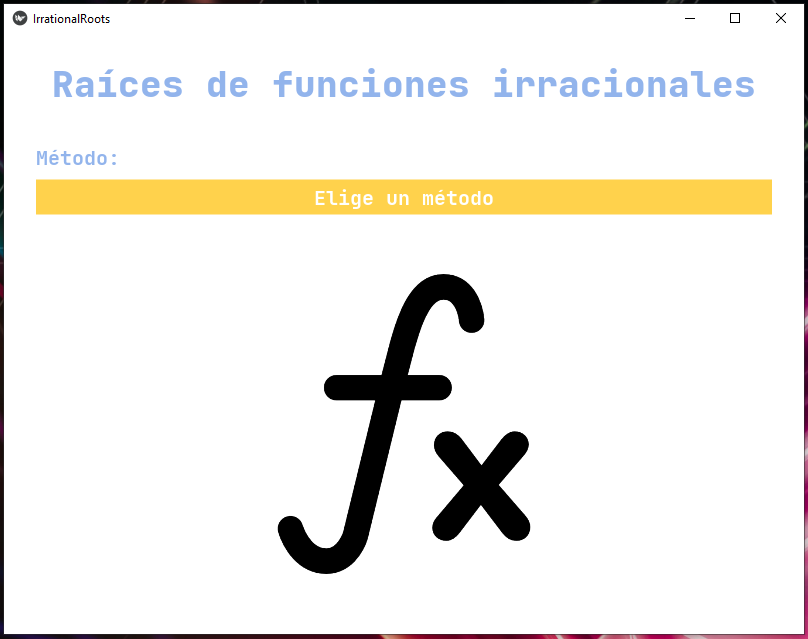 IrrationalRoots
Raíces de funciones irracionales
Método:
Elige un método
fx